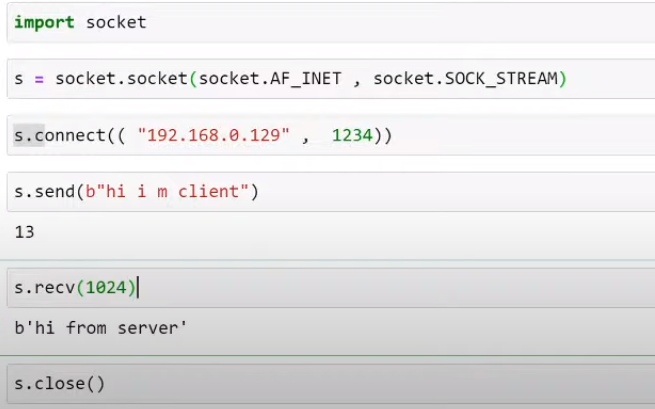 import socket
s = socket.socket(socket.AF_INET , socket.SOCK_STREAM)
s.connect(( "192.168.0.129" ,  1234))
s.send(b"hi i m client")
13
s.recv(1024)
b'hi from server'
s.close()